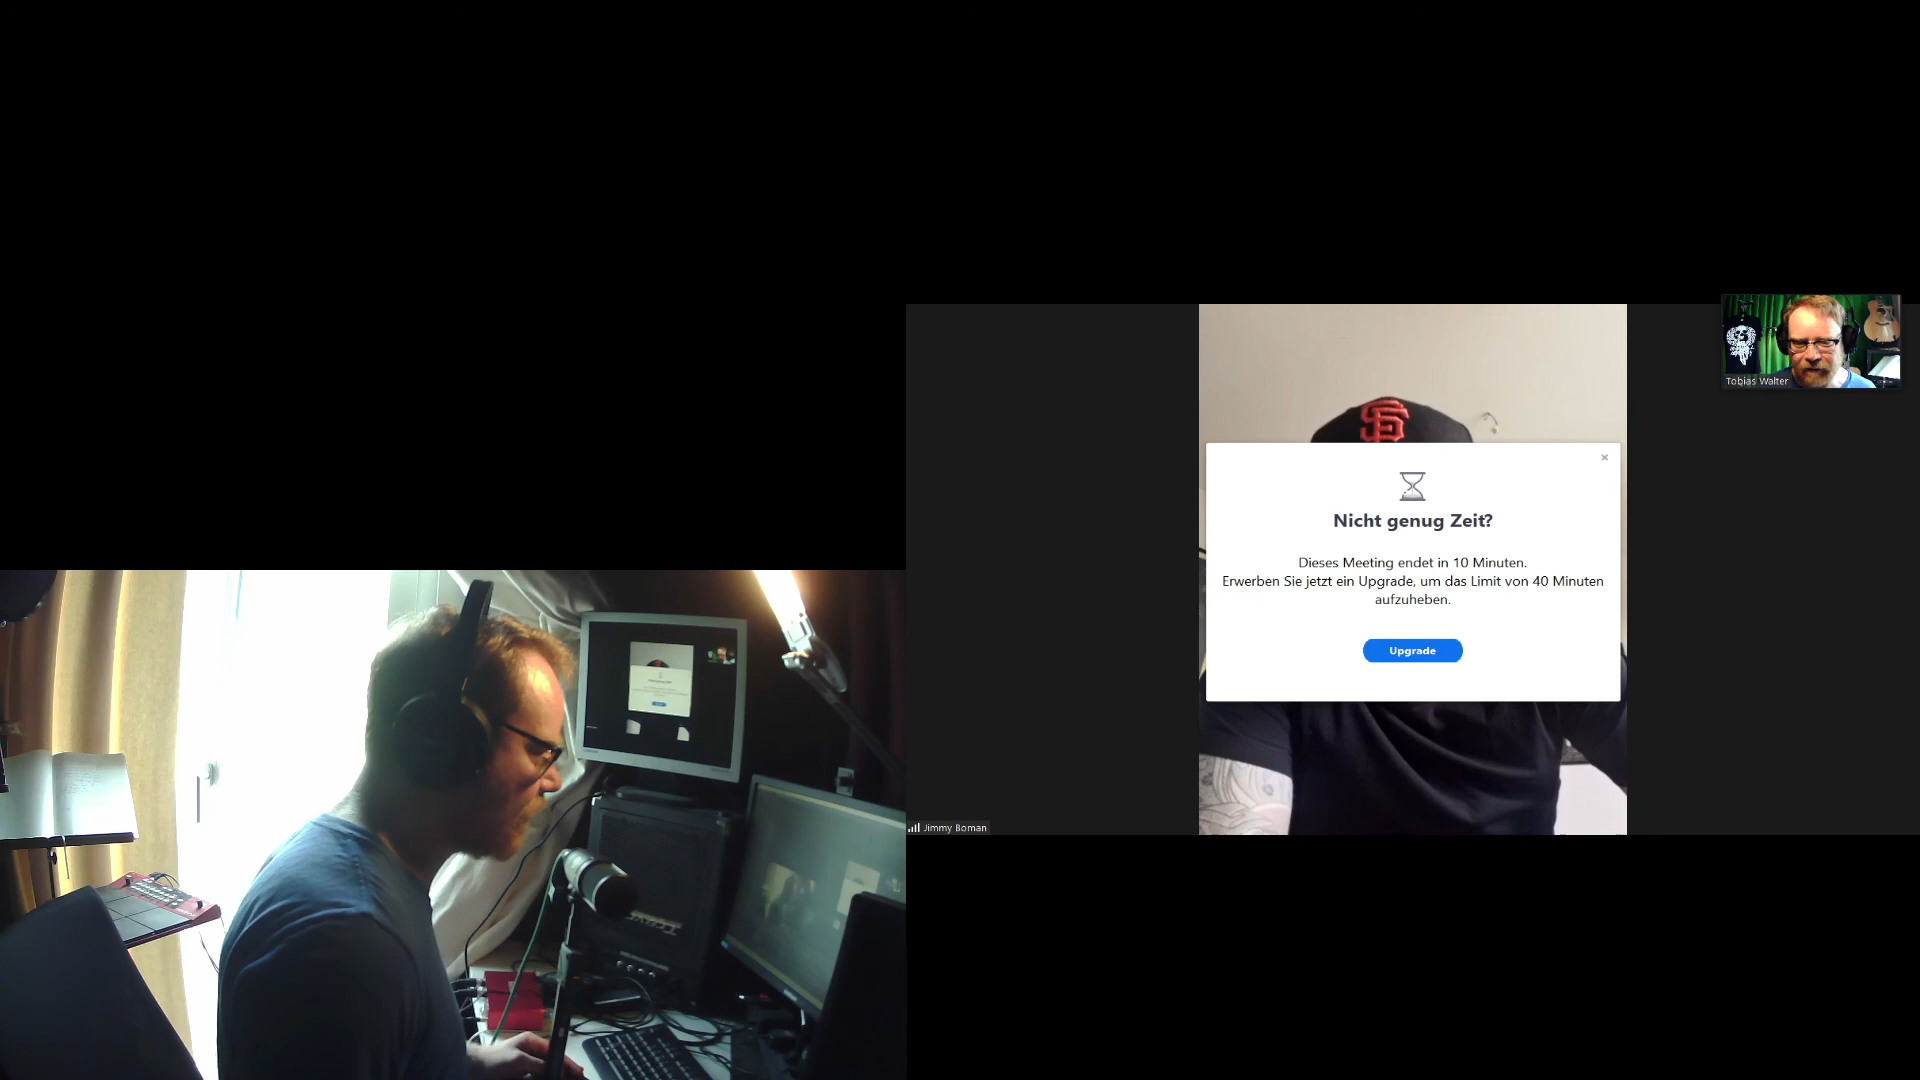 Tobias Walter
SF
Nicht genug Zeit?
Dieses Meeting endet in 10 Minuten.
Erwerben Sie jetzt ein Upgrade, um das Limit von 40 Minuten
aufzuheben.
Upgrade
Jimmy Boman